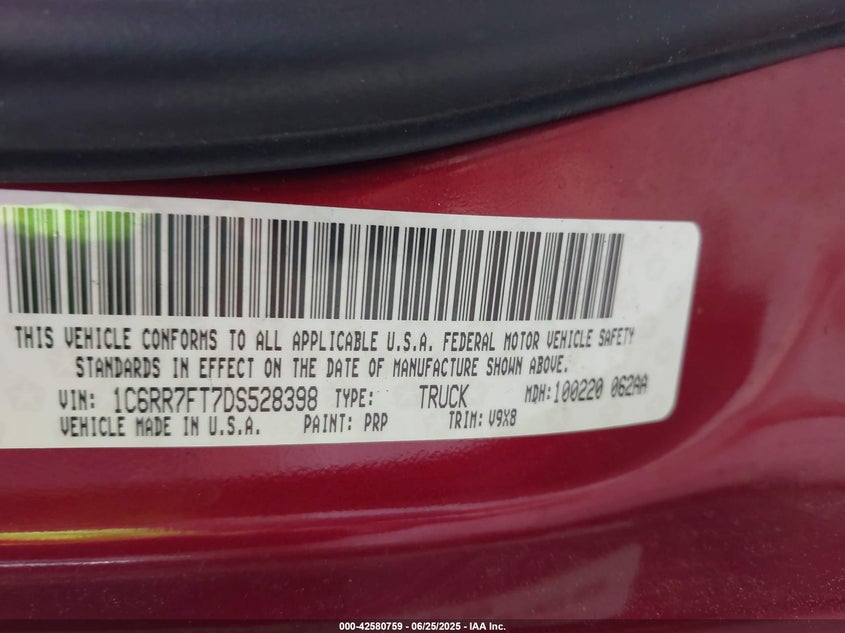 THIS VEHICLE CONFORMS TO ALL APPLICABLE U.S.A. FEDERAL MOTOR VEHICLE SAFETY
STANDARDS IN EFFECT ON THE DATE OF MANUFACTURE SHOWN ABOVE.
VIN: 1C6RR7FT7DS528398 TYPE: TRUCK MDH: 100220 062AA
VEHICLE MADE IN U.S.A. PAINT: PRP TRIM: V9X8
000-42580759 - 06/25/2025 - IAA Inc.